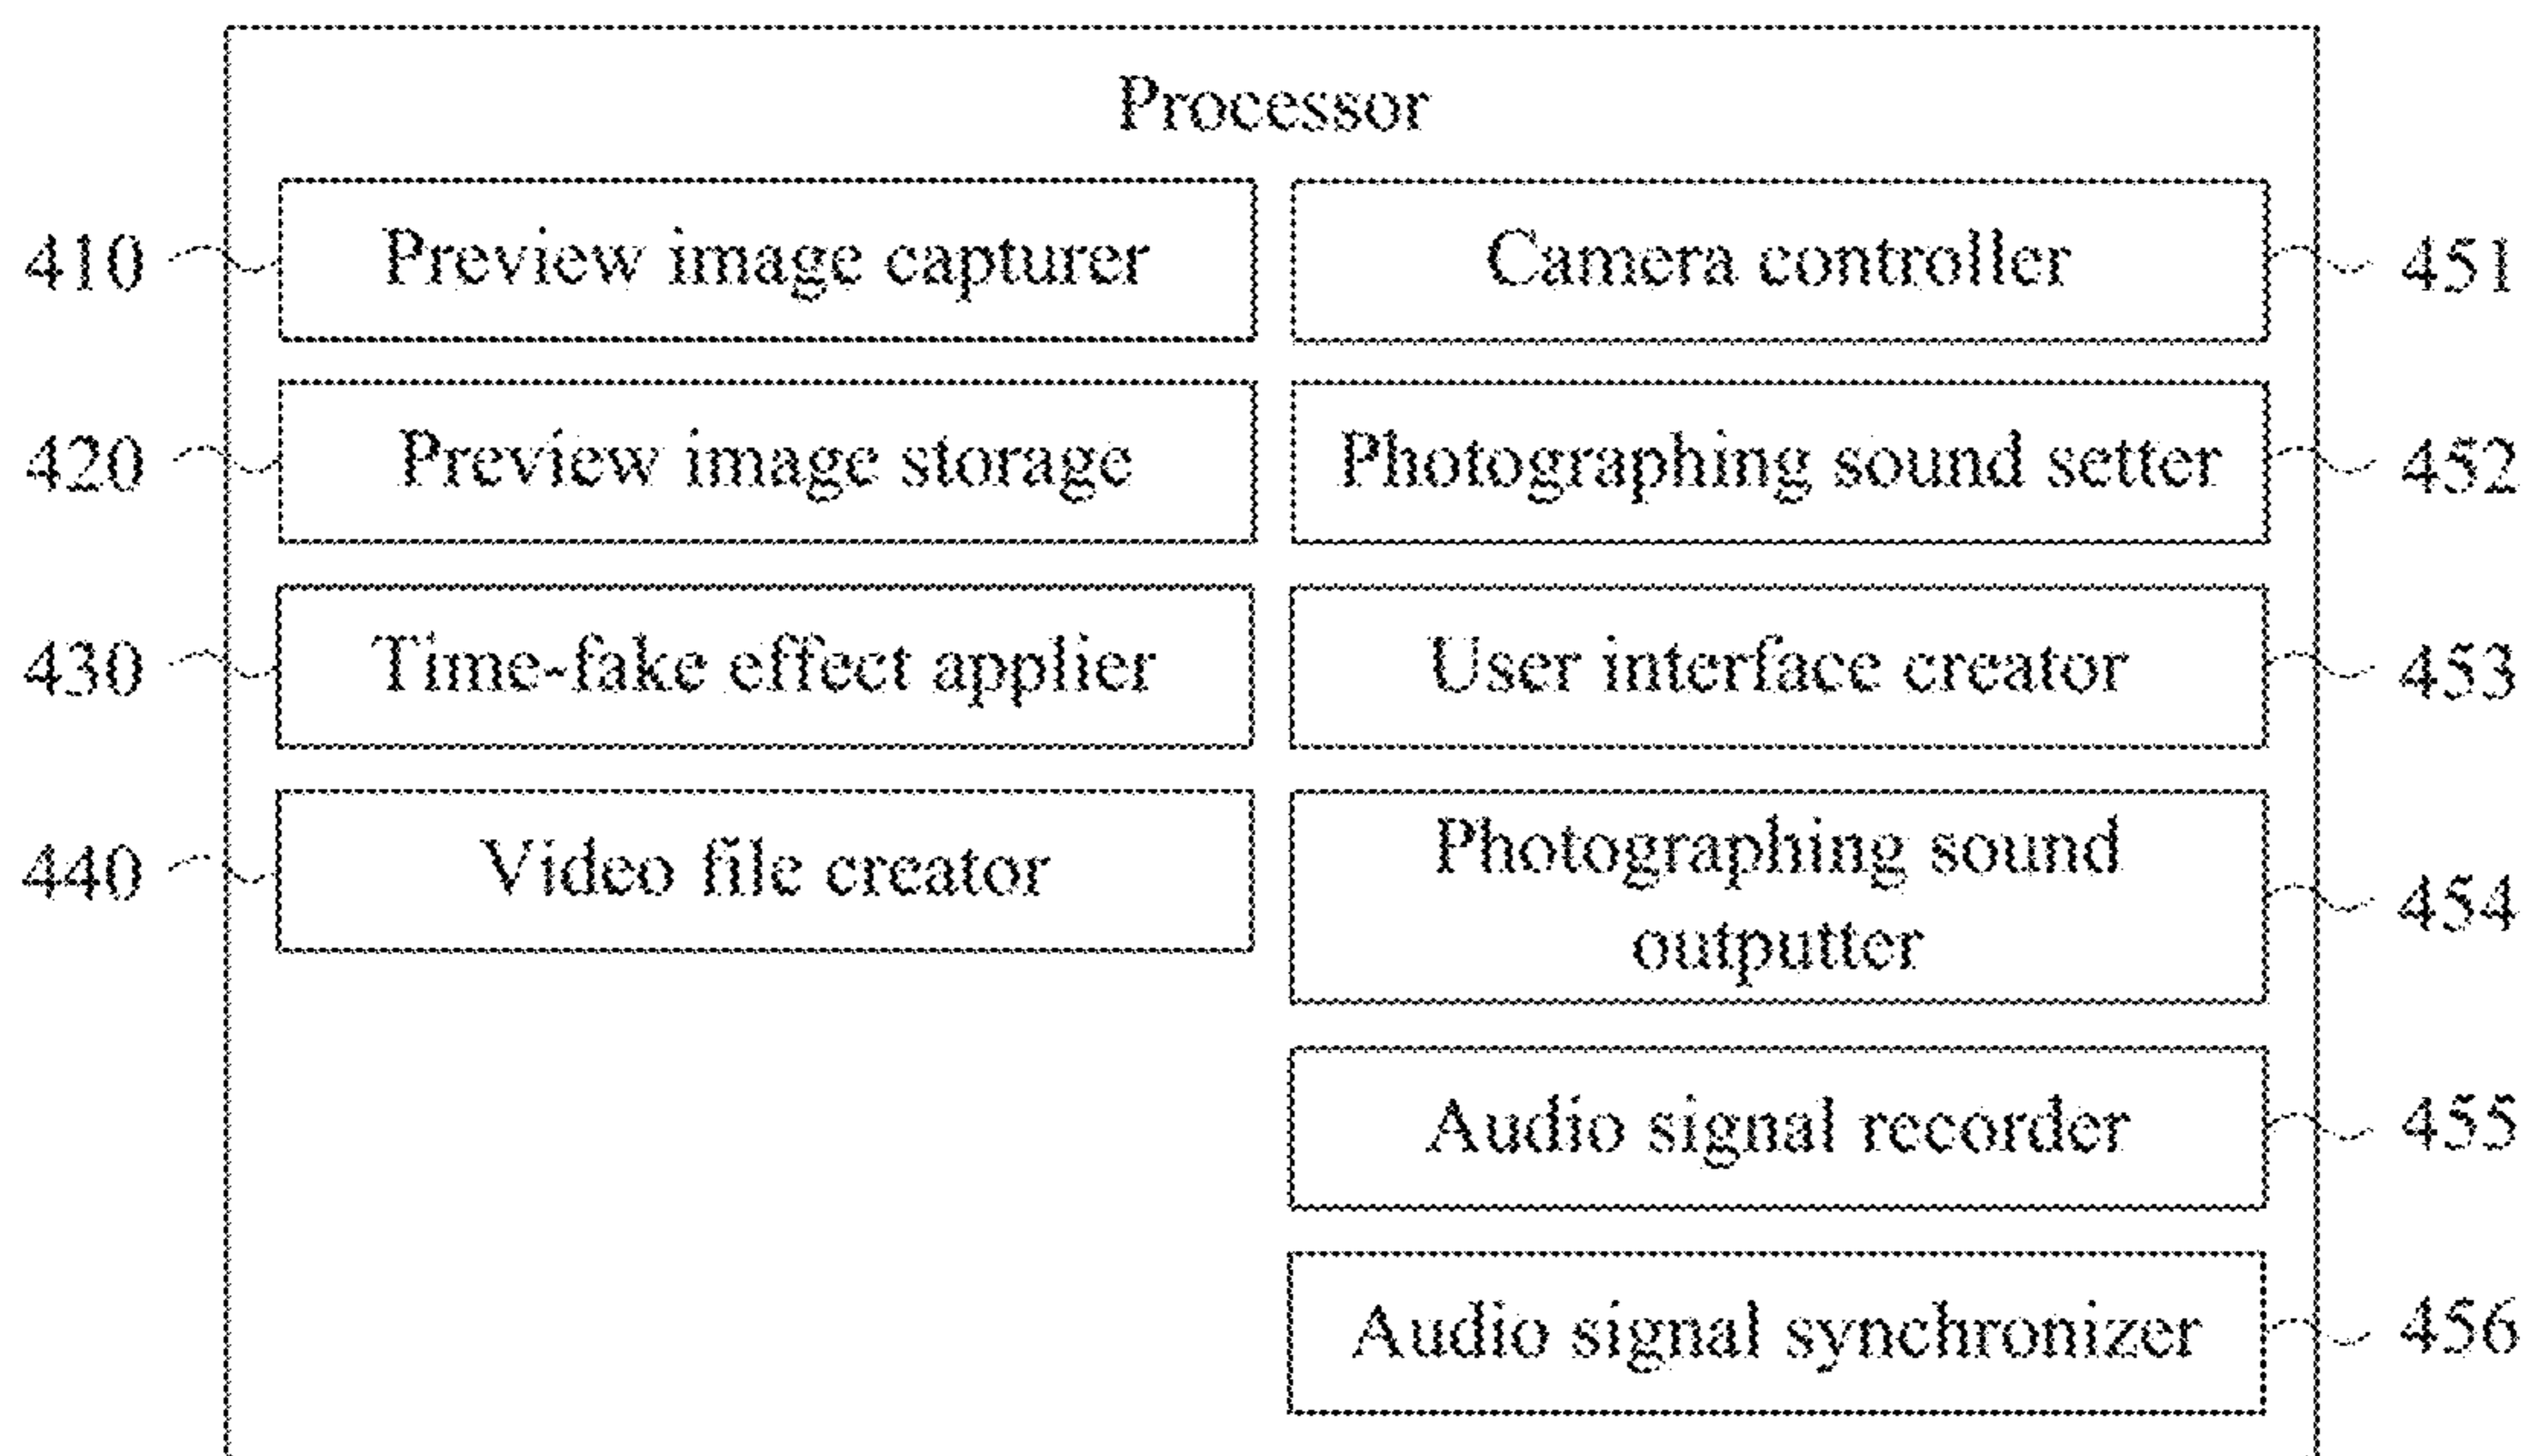 Processor
410 Preview image capturer Camera controller 451
420 Preview image storage Photographing sound setter 452
430 Time-fake effect applier User interface creator 453
440 Video file creator Photographing sound
outputter 454
Audio signal recorder 455
Audio signal synchronizer 456